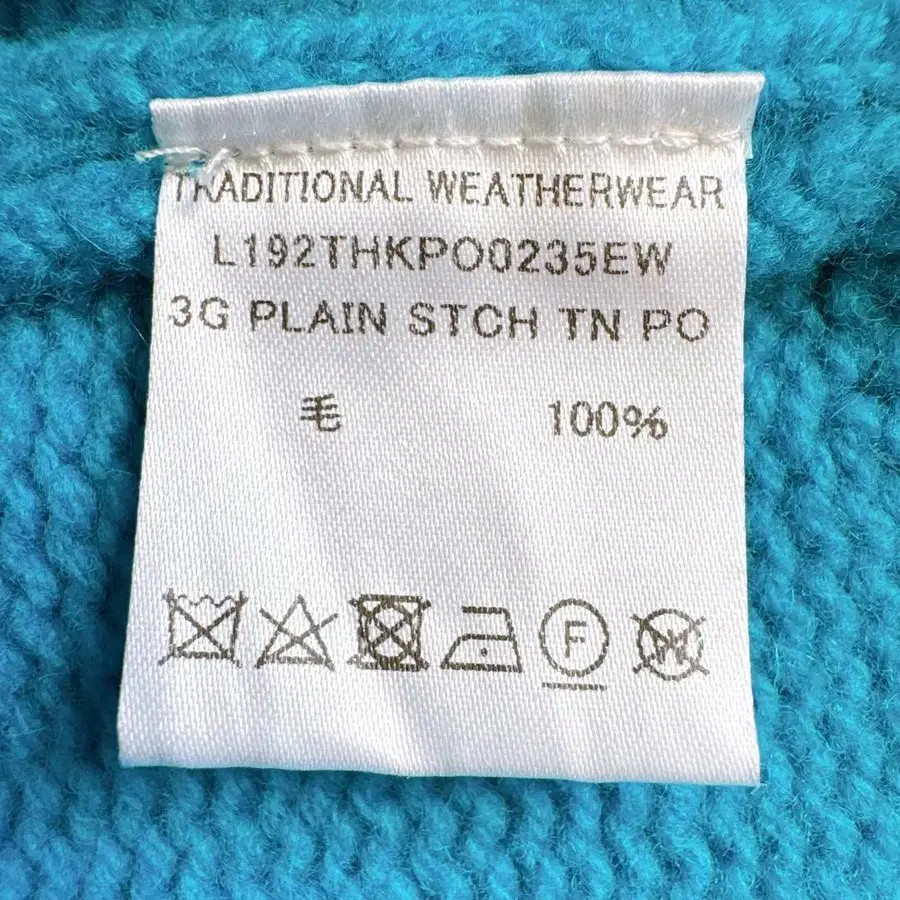 TRADITIONAL WEATHERWEAR
L192THKPO0235EW
3G PLAIN STCH TN PO
毛 100%
F W